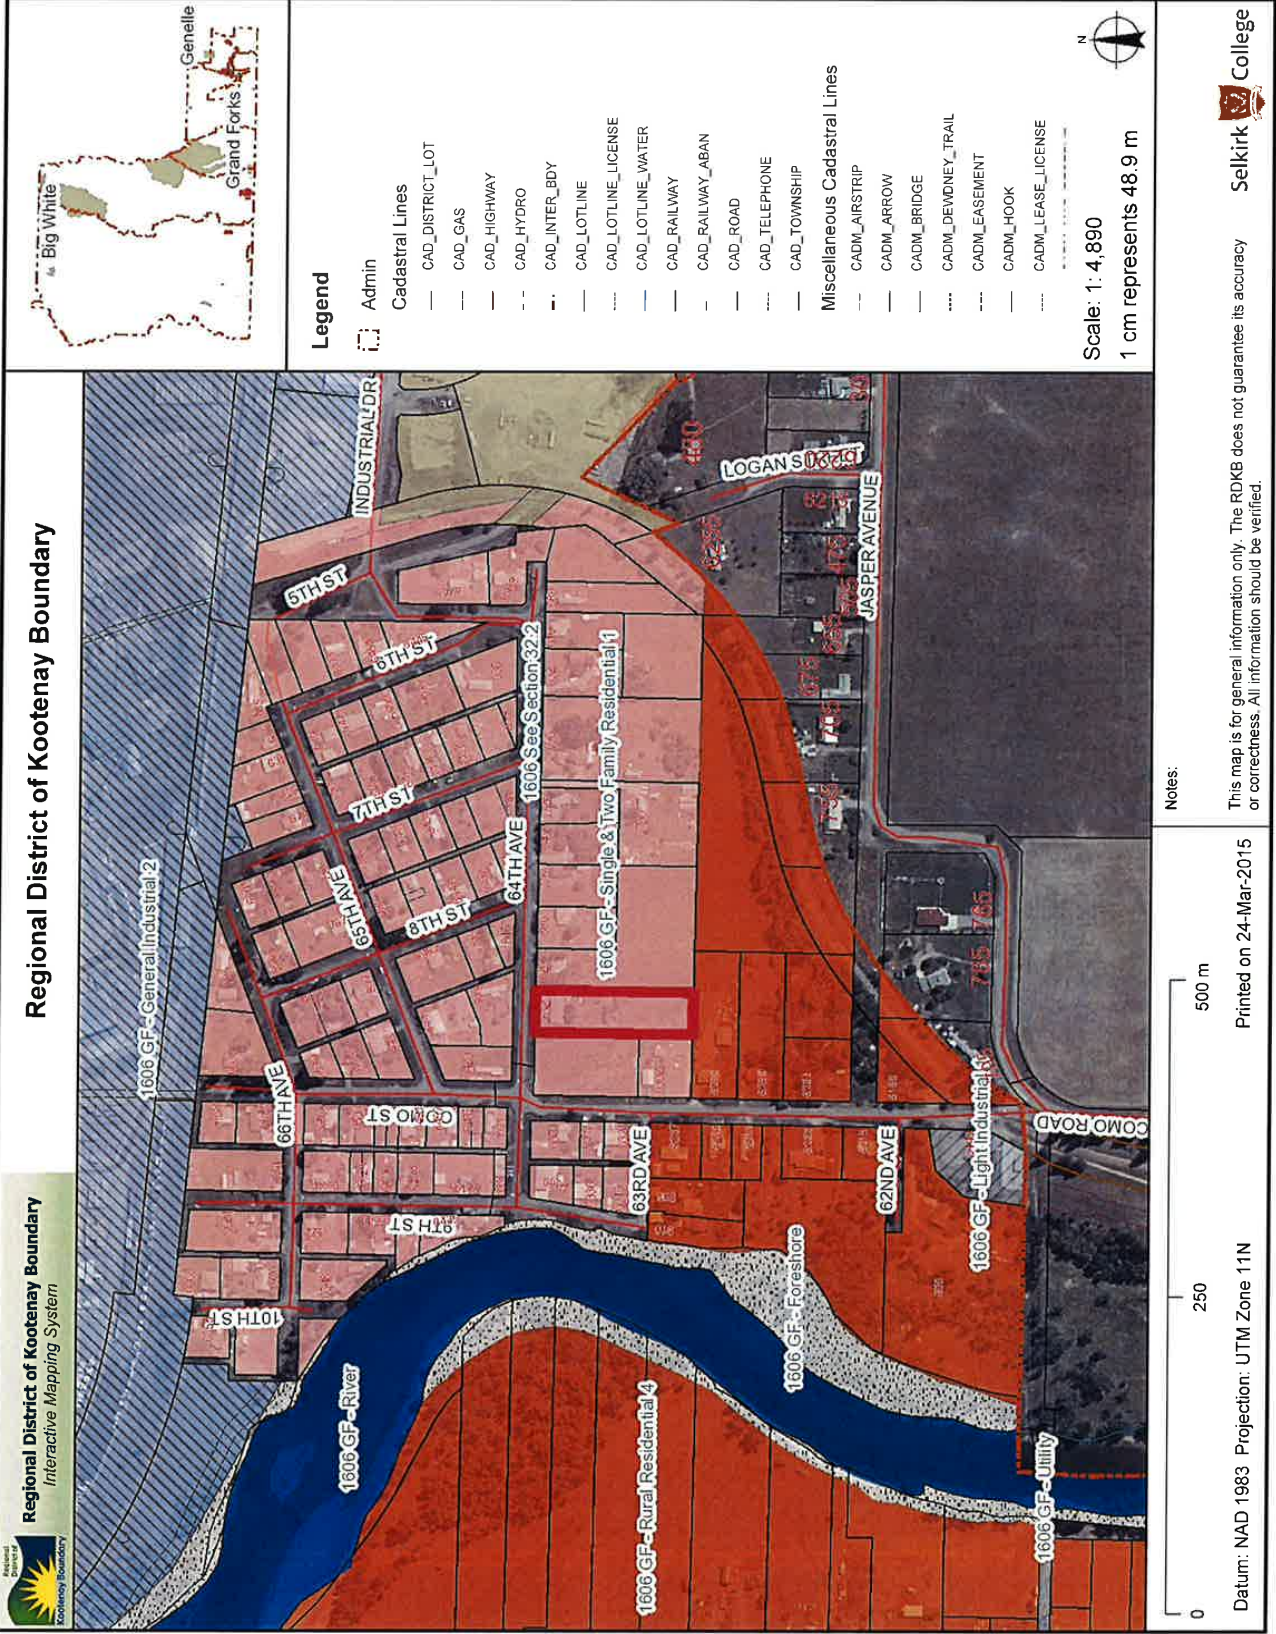 Regional District of Kootenay Boundary
Interactive Mapping System
Regional District of Kootenay Boundary
Regional
District of
Kootenay Boundary
Big White
Grand Forks
Genelle
1606 GF - General Industrial 2
10TH ST
9TH ST
66TH AVE
COMO ST
65TH AVE
8TH ST
7TH ST
6TH ST
5TH ST
INDUSTRIAL DR
1606 GF - River
64TH AVE
1606 See Section 32.2
1606 GF - Single & Two Family Residential 1
63RD AVE
1606 GF - Rural Residential 4
1606 GF - Foreshore
62ND AVE
LOGAN
JASPER AVENUE
1606 GF - Light Industrial
765
765
1606 GF - Utility
COMO ROAD
Legend
Admin
Cadastral Lines
CAD_DISTRICT_LOT
CAD_GAS
CAD_HIGHWAY
CAD_HYDRO
CAD_INTER_BDY
CAD_LOTLINE
CAD_LOTLINE_LICENSE
CAD_LOTLINE_WATER
CAD_RAILWAY
CAD_RAILWAY_ABAN
CAD_ROAD
CAD_TELEPHONE
CAD_TOWNSHIP
Miscellaneous Cadastral Lines
CADM_AIRSTRIP
CADM_ARROW
CADM_BRIDGE
CADM_DEWDNEY_TRAIL
CADM_EASEMENT
CADM_HOOK
CADM_LEASE_LICENSE
Scale: 1: 4,890
1 cm represents 48.9 m
N
0 250 500 m
Datum: NAD 1983 Projection: UTM Zone 11N
Printed on 24-Mar-2015
Notes:
This map is for general information only. The RDKB does not guarantee its accuracy
or correctness. All information should be verified.
Selkirk College